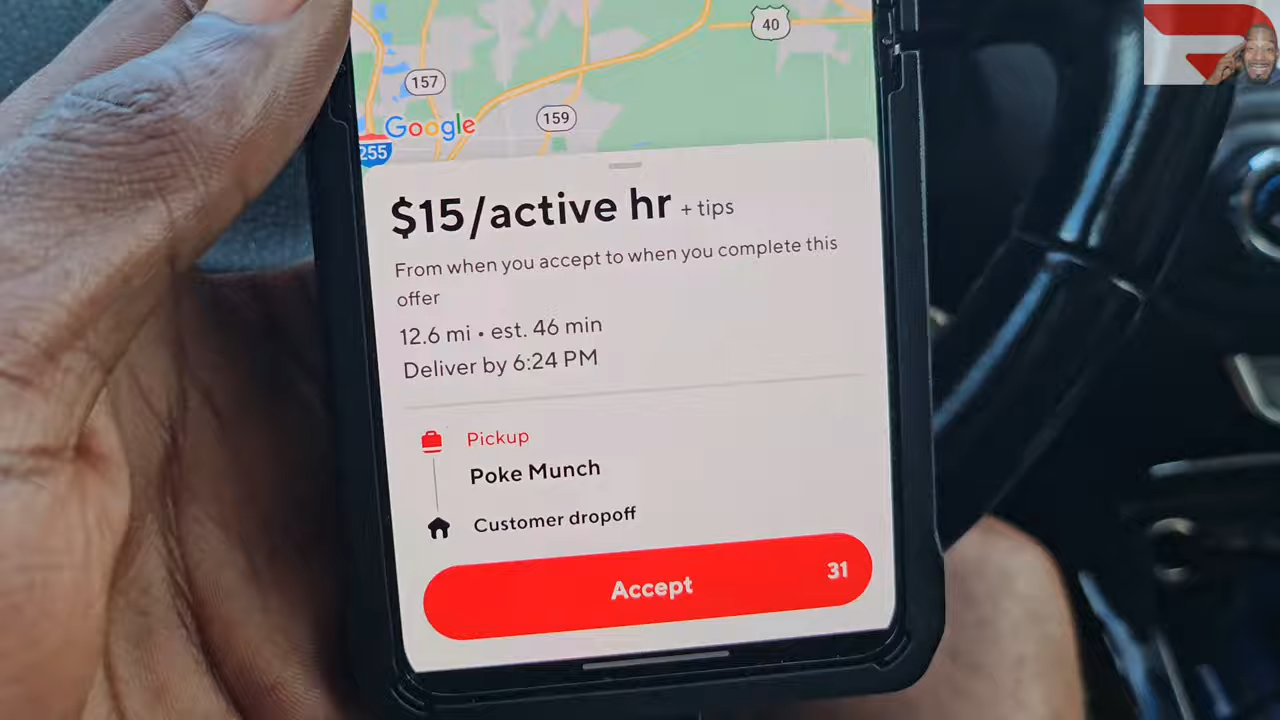 40
157
159
Google
255
$15/active hr + tips
From when you accept to when you complete this
offer
12.6 mi • est. 46 min
Deliver by 6:24 PM
Pickup
Poke Munch
Customer dropoff
Accept 31